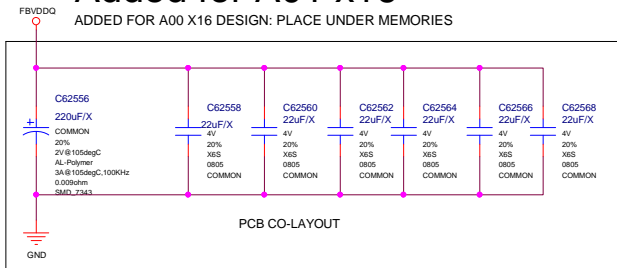 FBVDDQ
ADDED FOR A00 X16 DESIGN: PLACE UNDER MEMORIES
C62556
220uF/X
COMMON
20%
2V@105degC
AL-Polymer
3A@105degC,100KHz
0.009ohm
SMD_7343
C62558
22uF/X
4V
20%
X6S
0805
COMMON
C62560
22uF/X
4V
20%
X6S
0805
COMMON
C62562
22uF/X
4V
20%
X6S
0805
COMMON
C62564
22uF/X
4V
20%
X6S
0805
COMMON
C62566
22uF/X
4V
20%
X6S
0805
COMMON
C62568
22uF/X
4V
20%
X6S
0805
COMMON
PCB CO-LAYOUT
GND